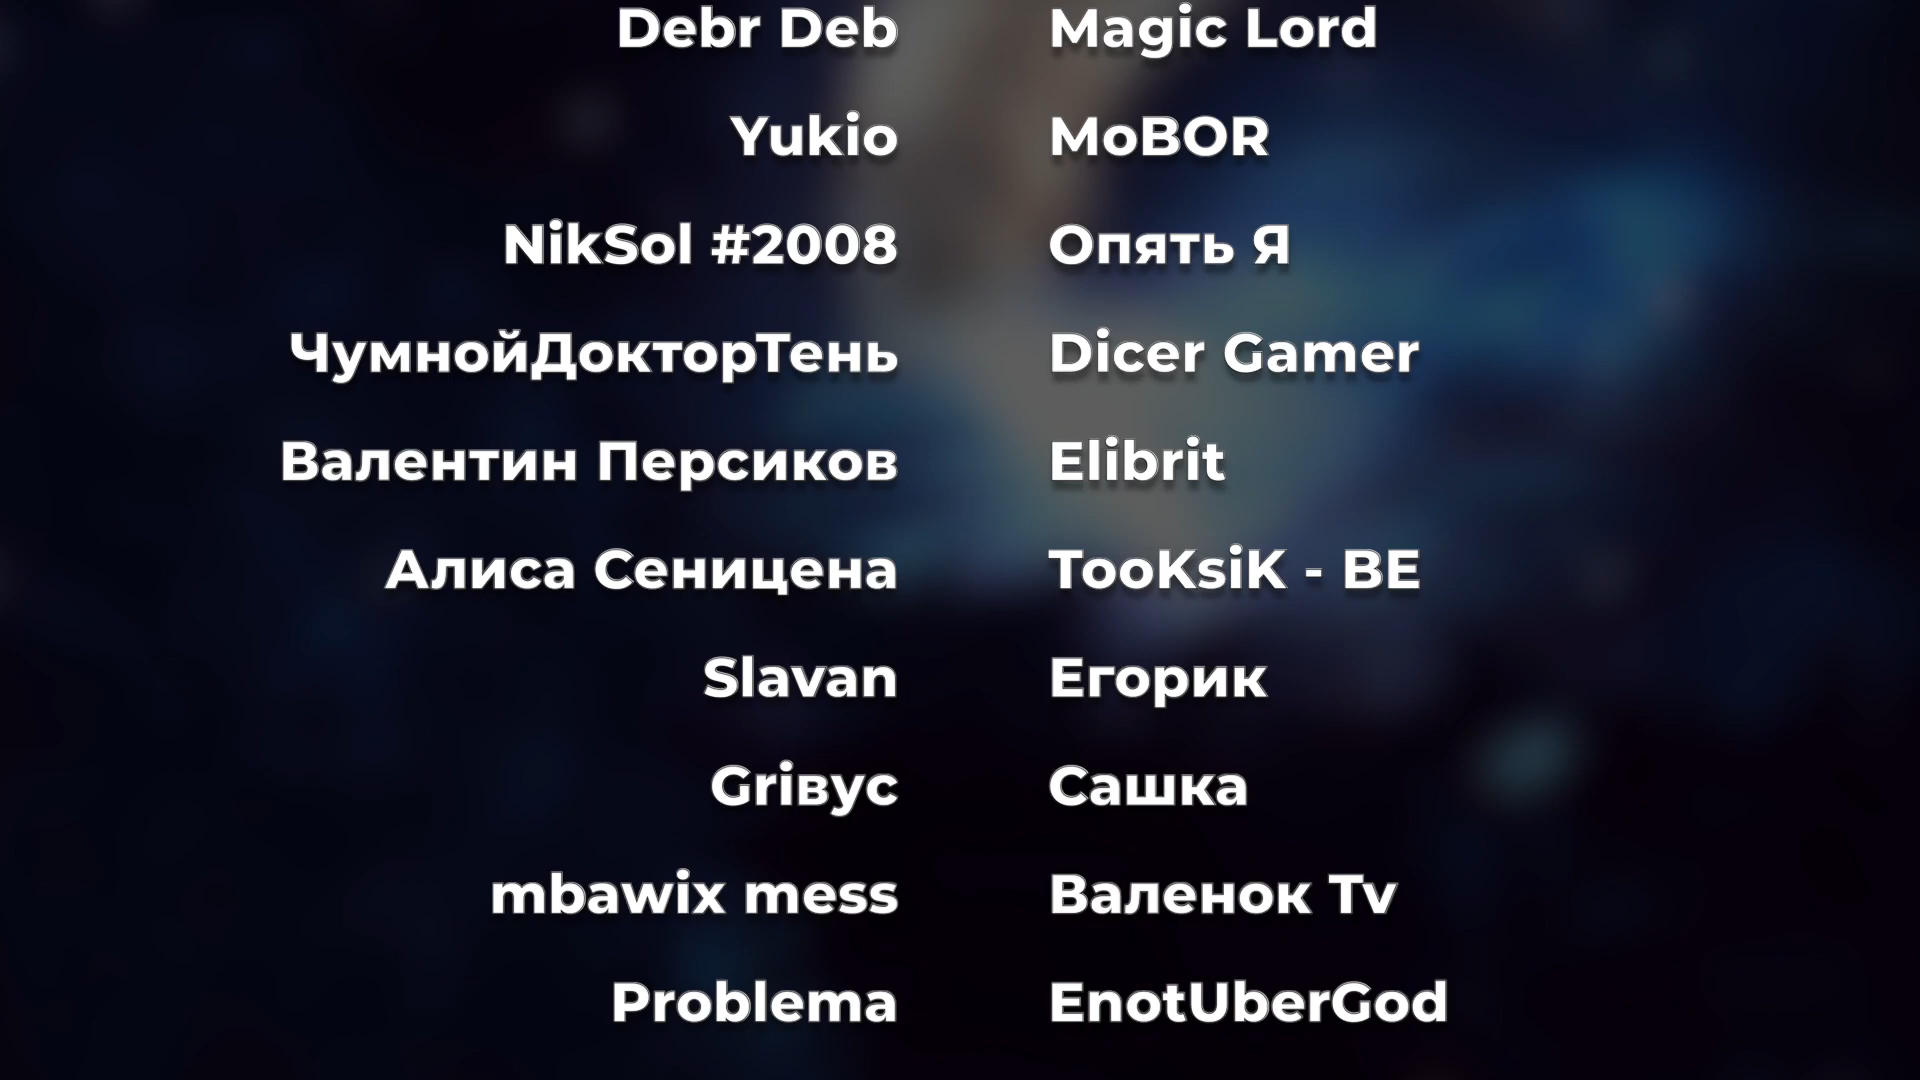 Debr Deb Magic Lord
Yukio MoBOR
NikSol #2008 Опять Я
ЧумнойДокторТень Dicer Gamer
Валентин Персиков Elibrit
Алиса Сеницена TooKsiK - BE
Slavan Егорик
Griвус Сашка
mbawix mess Валенок Tv
Problema EnotUberGod